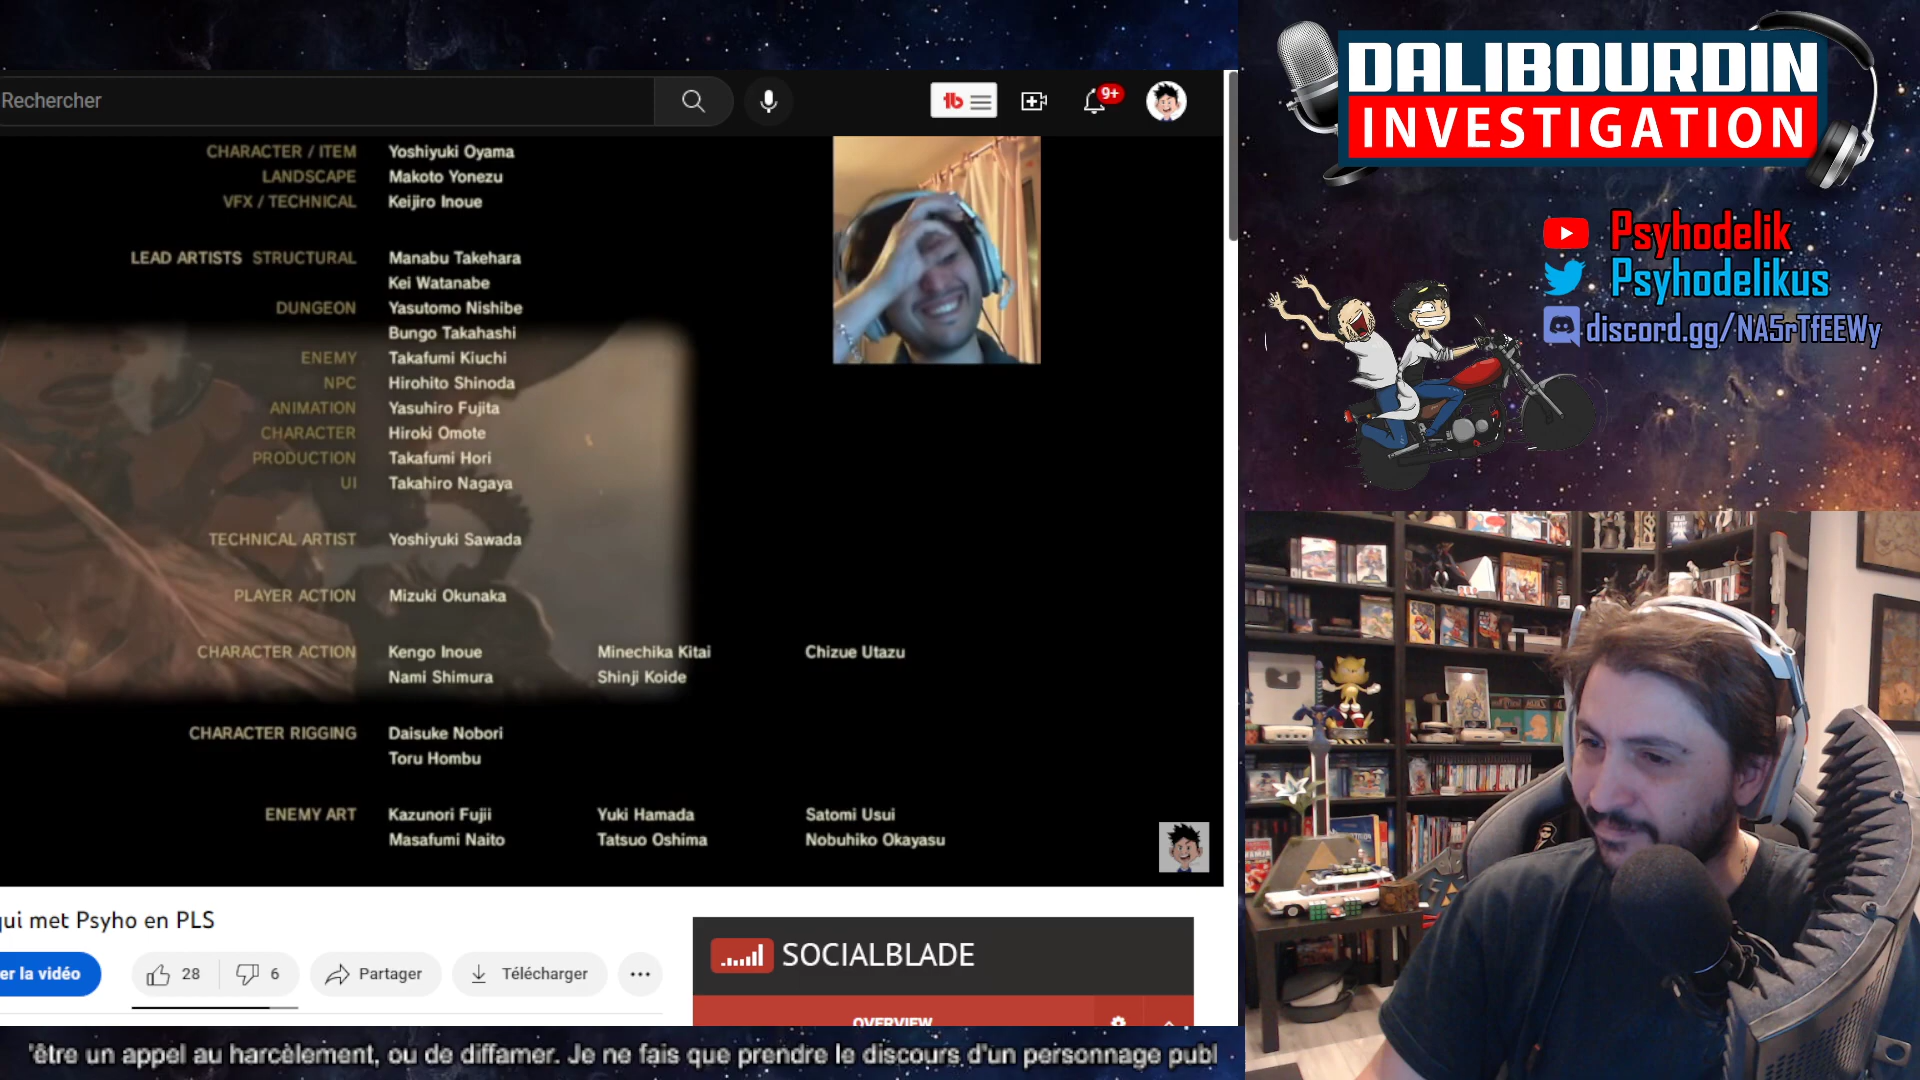 Rechercher
9+
CHARACTER / ITEM Yoshiyuki Oyama
LANDSCAPE Makoto Yonezu
VFX / TECHNICAL Keijiro Inoue
LEAD ARTISTS STRUCTURAL Manabu Takehara
Kei Watanabe
DUNGEON Yasutomo Nishibe
Bungo Takahashi
ENEMY Takafumi Kiuchi
NPC Hirohito Shinoda
ANIMATION Yasuhiro Fujita
CHARACTER Hiroki Omote
PRODUCTION Takafumi Hori
UI Takahiro Nagaya
TECHNICAL ARTIST Yoshiyuki Sawada
PLAYER ACTION Mizuki Okunaka
CHARACTER ACTION Kengo Inoue Minechika Kitai Chizue Utazu
Nami Shimura Shinji Koide
CHARACTER RIGGING Daisuke Nobori
Toru Hombu
ENEMY ART Kazunori Fujii Yuki Hamada Satomi Usui
Masafumi Naito Tatsuo Oshima Nobuhiko Okayasu
qui met Psyho en PLS
er la vidéo 28 6 Partager Télécharger
SOCIALBLADE
OVERVIEW
'être un appel au harcèlement, ou de diffamer. Je ne fais que prendre le discours d'un personnage publ
DALIBOURDIN
INVESTIGATION
Psyhodelik
Psyhodelikus
discord.gg/NA5rTfEEWy